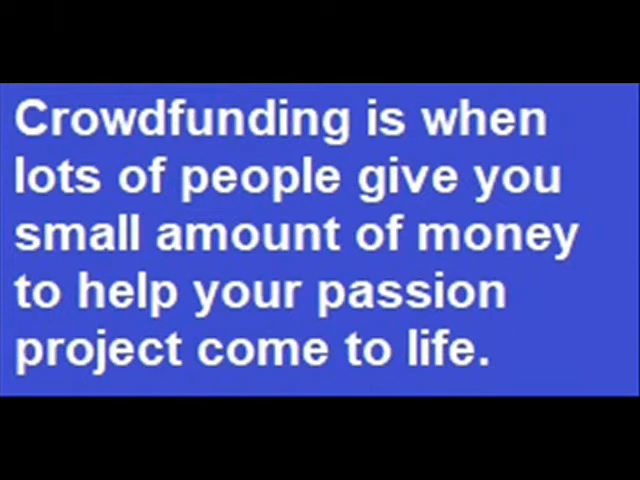 Crowdfunding is when
lots of people give you
small amount of money
to help your passion
project come to life.